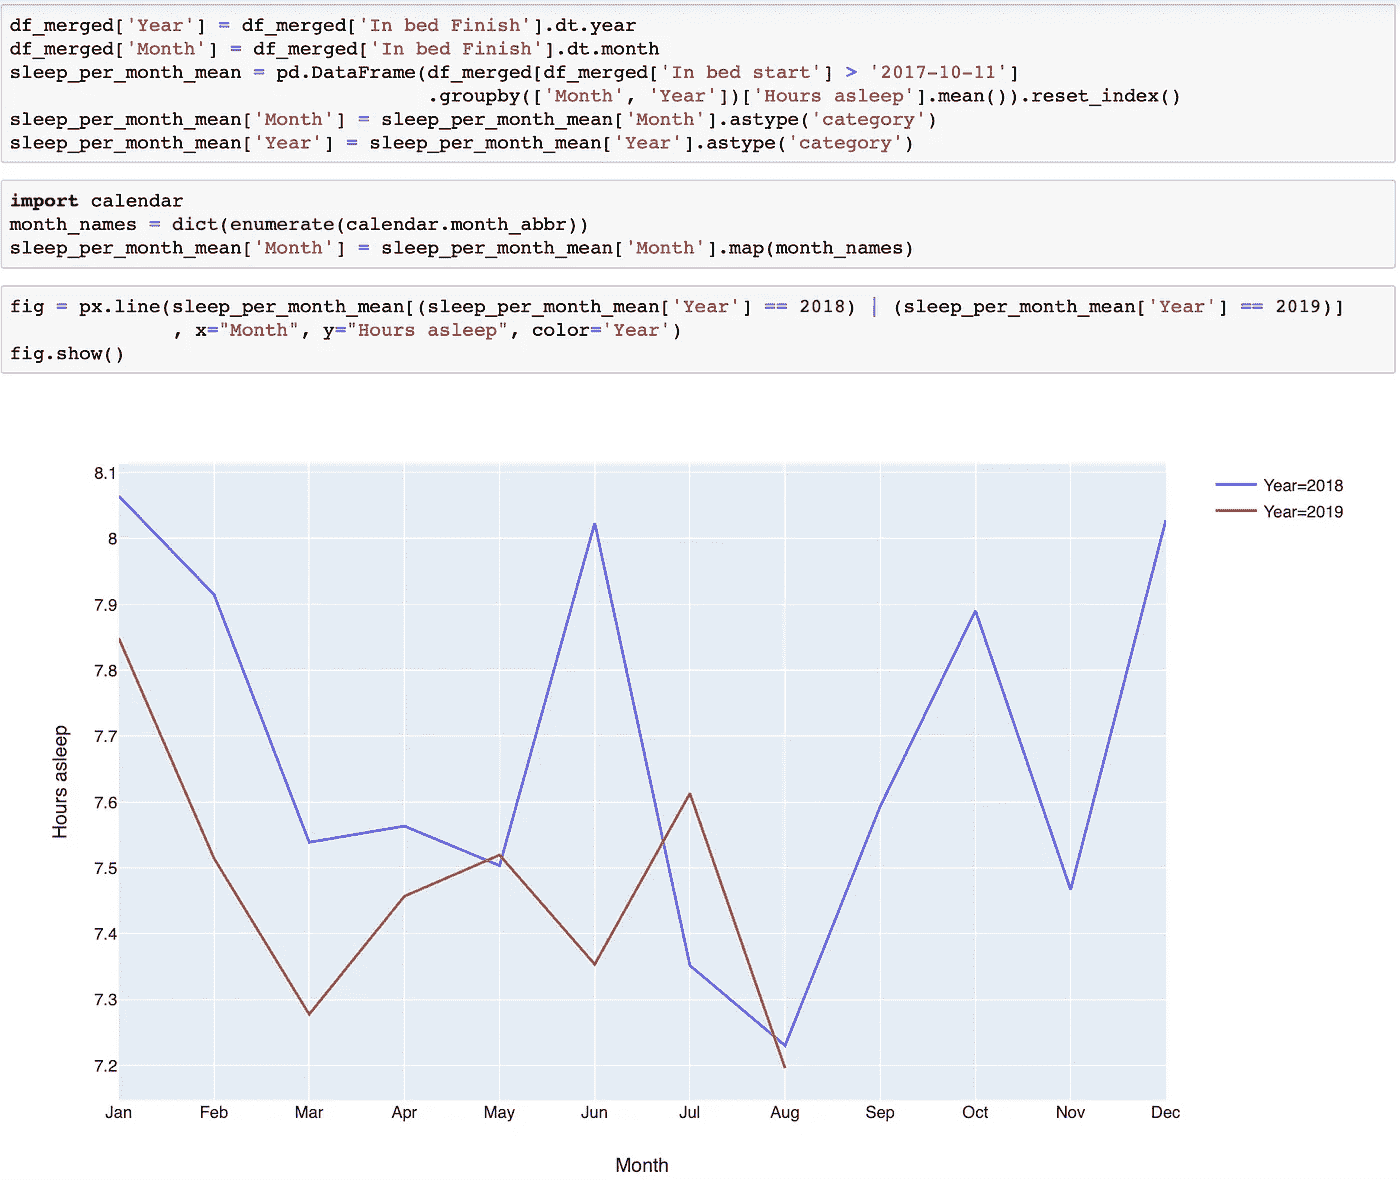 df_merged['Year'] = df_merged['In bed Finish'].dt.year
df_merged['Month'] = df_merged['In bed Finish'].dt.month
sleep_per_month_mean = pd.DataFrame(df_merged[df_merged['In bed start'] > '2017-10-11']
.groupby(['Month', 'Year'])['Hours asleep'].mean()).reset_index()
sleep_per_month_mean['Month'] = sleep_per_month_mean['Month'].astype('category')
sleep_per_month_mean['Year'] = sleep_per_month_mean['Year'].astype('category')
import calendar
month_names = dict(enumerate(calendar.month_abbr))
sleep_per_month_mean['Month'] = sleep_per_month_mean['Month'].map(month_names)
fig = px.line(sleep_per_month_mean[(sleep_per_month_mean['Year'] == 2018) | (sleep_per_month_mean['Year'] == 2019)]
, x="Month", y="Hours asleep", color='Year')
fig.show()
8.1
8
7.9
7.8
7.7
7.6
7.5
7.4
7.3
7.2
Hours asleep
Jan Feb Mar Apr May Jun Jul Aug Sep Oct Nov Dec
Month
Year=2018
Year=2019